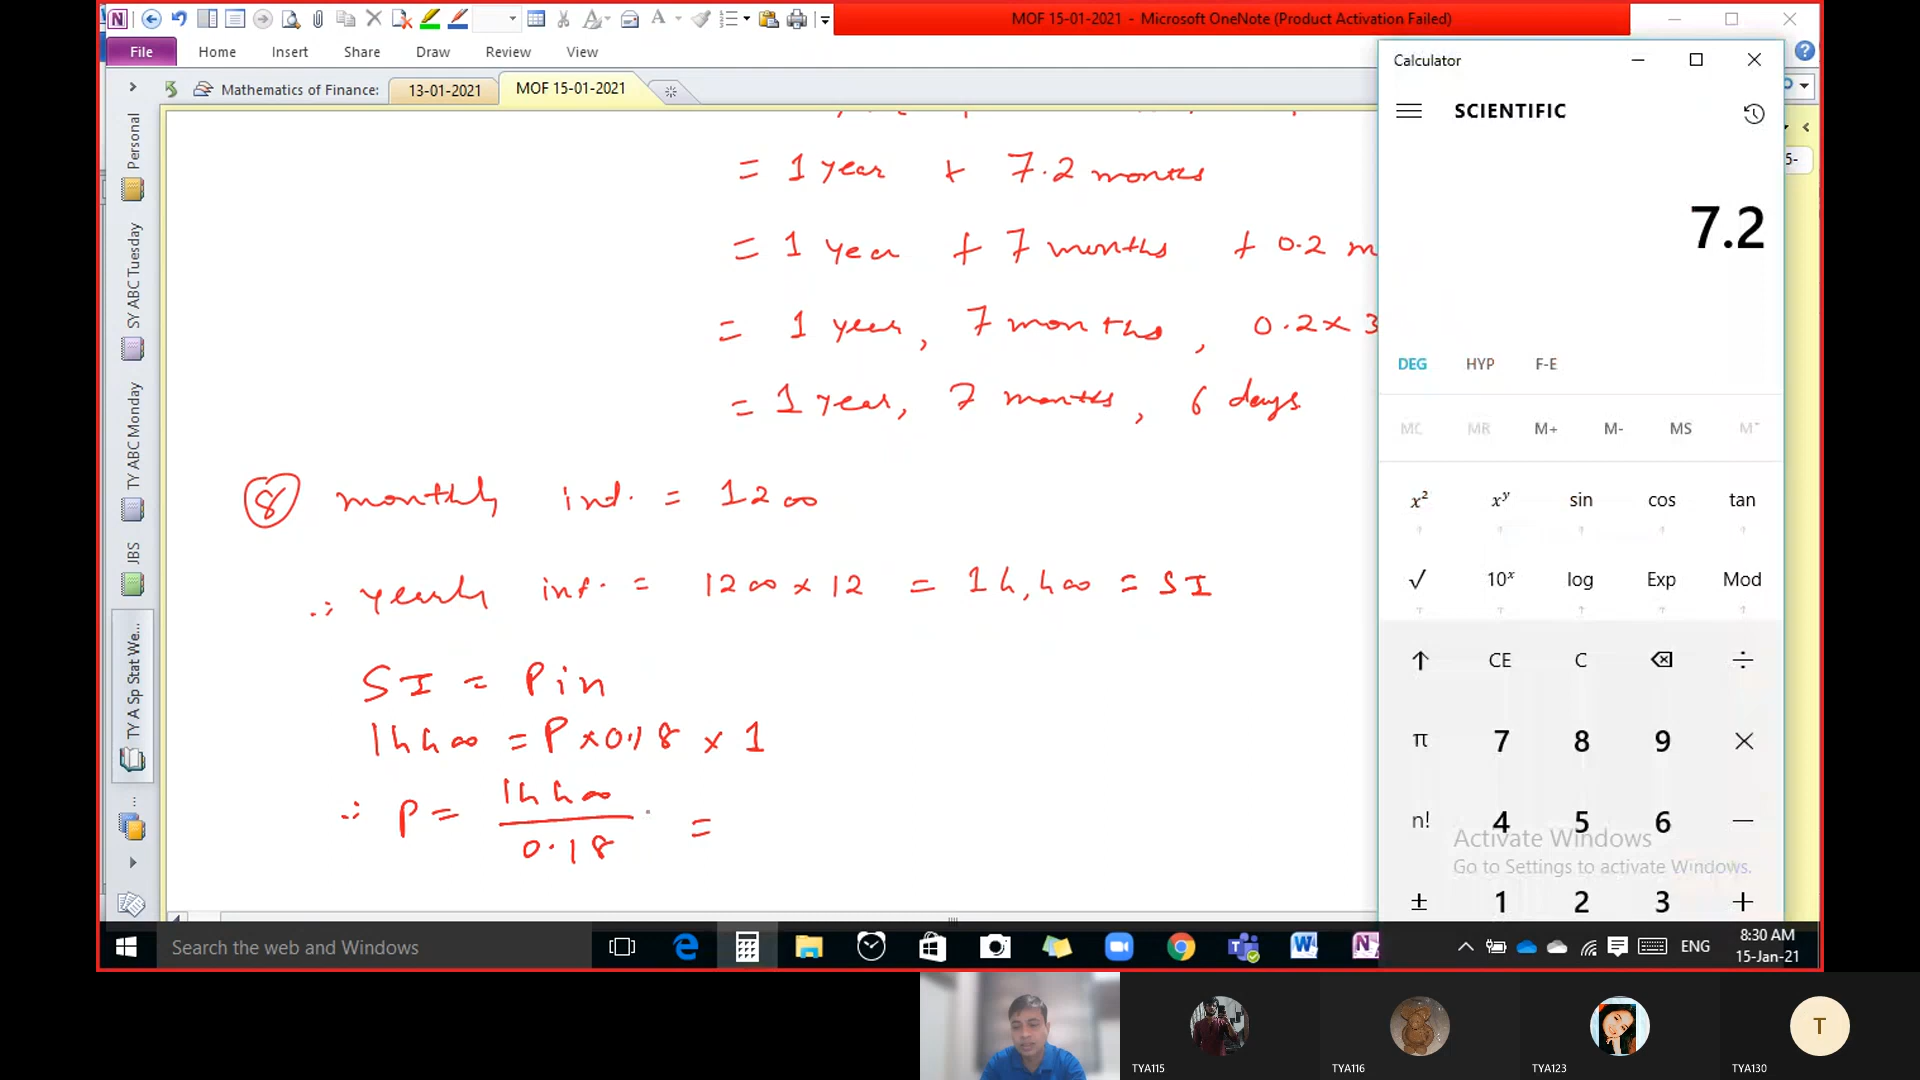 MOF 15-01-2021 - Microsoft OneNote (Product Activation Failed)
File Home Insert Share Draw Review View
Mathematics of Finance: 13-01-2021 MOF 15-01-2021
Personal
SY ABC Tuesday
TY ABC Monday
JBS
TY A Sp Stat We...
= 1 year + 7.2 months
= 1 year + 7 months + 0.2 m
= 1 year, 7 months, 0.2 × 3
= 1 year, 7 months, 6 days
8 monthly int. = 1200
∴ yearly int. = 1200 × 12 = 14,400 = SI
SI = Pin
14400 = P × 0.18 × 1
∴ P = 14400
0.18 =
Calculator
SCIENTIFIC
7.2
DEG HYP F-E
MC MR M+ M- MS M˅
x² xʸ sin cos tan
√ 10ˣ log Exp Mod
↑ CE C ⌫ ÷
π 7 8 9 ×
n! 4 5 6 −
± 1 2 3 +
Activate Windows
Go to Settings to activate Windows.
Search the web and Windows
ENG
8:30 AM
15-Jan-21
T
TYA115 TYA116 TYA123 TYA130